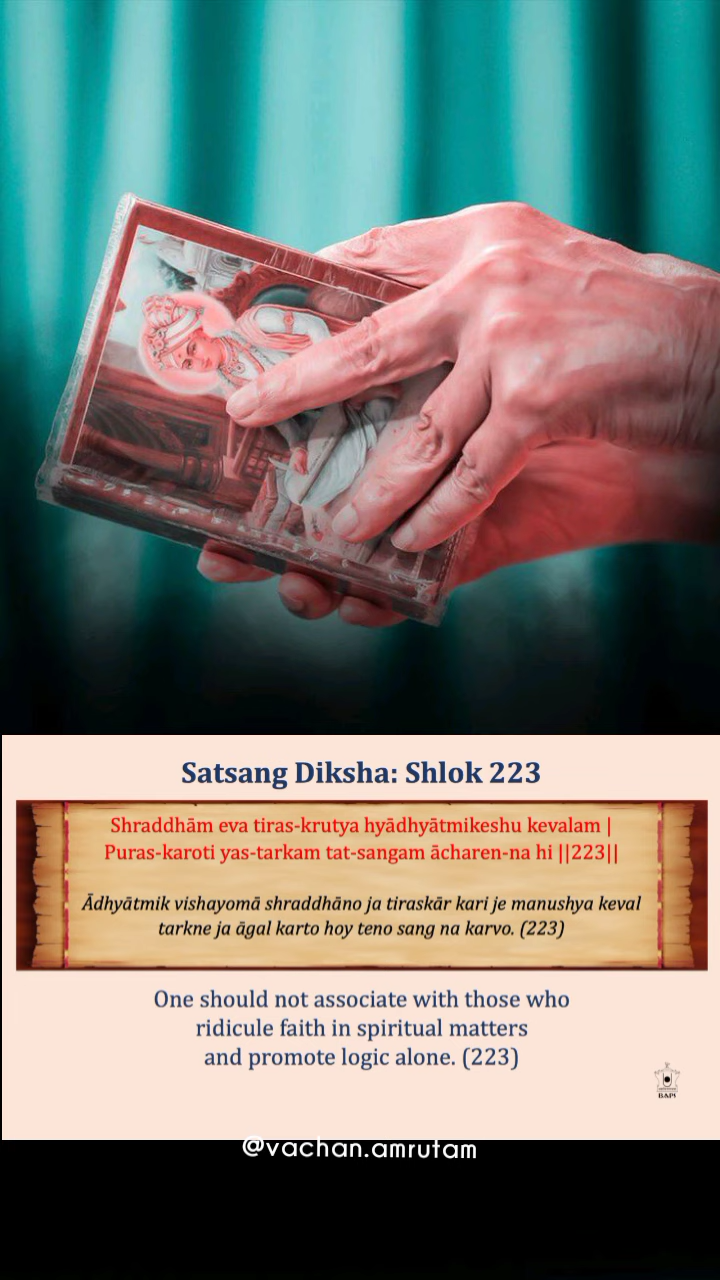 Satsang Diksha: Shlok 223
Shraddhām eva tiras-krutya hyādhyātmikeshu kevalam |
Puras-karoti yas-tarkam tat-sangam ācharen-na hi ||223||
Ādhyātmik vishayomā shraddhāno ja tiraskār kari je manushya keval
tarkne ja āgal karto hoy teno sang na karvo. (223)
One should not associate with those who
ridicule faith in spiritual matters
and promote logic alone. (223)
BAPS
@vachan.amrutam